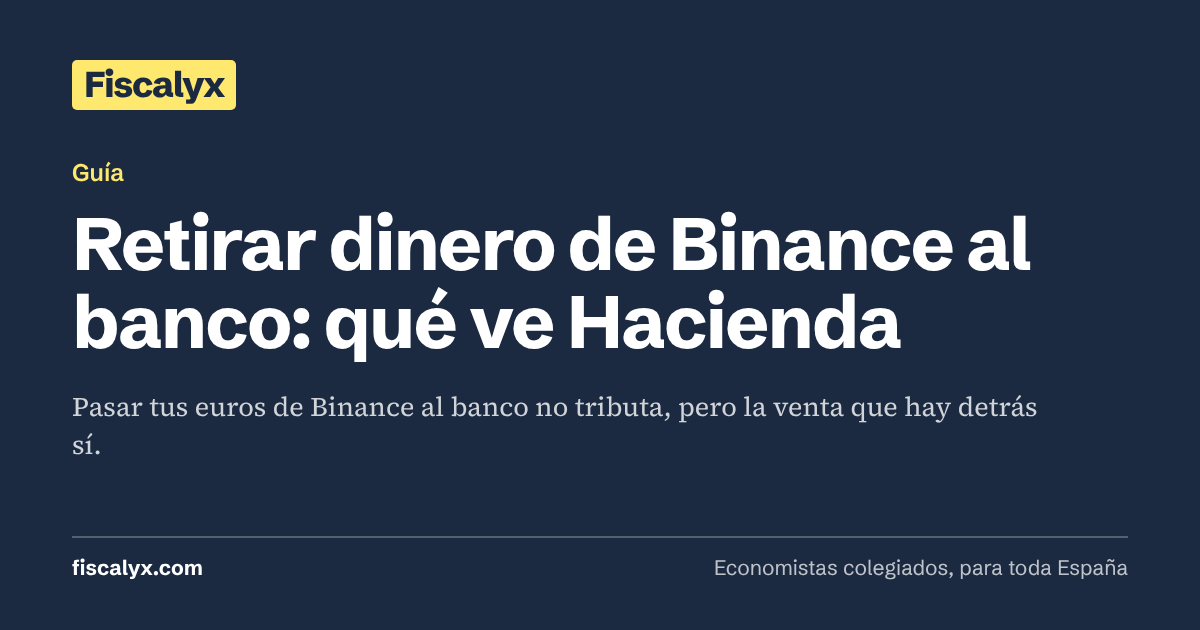 Fiscalyx
Guía
Retirar dinero de Binance al
banco: qué ve Hacienda
Pasar tus euros de Binance al banco no tributa, pero la venta que hay detrás
sí.
fiscalyx.com
Economistas colegiados, para toda España